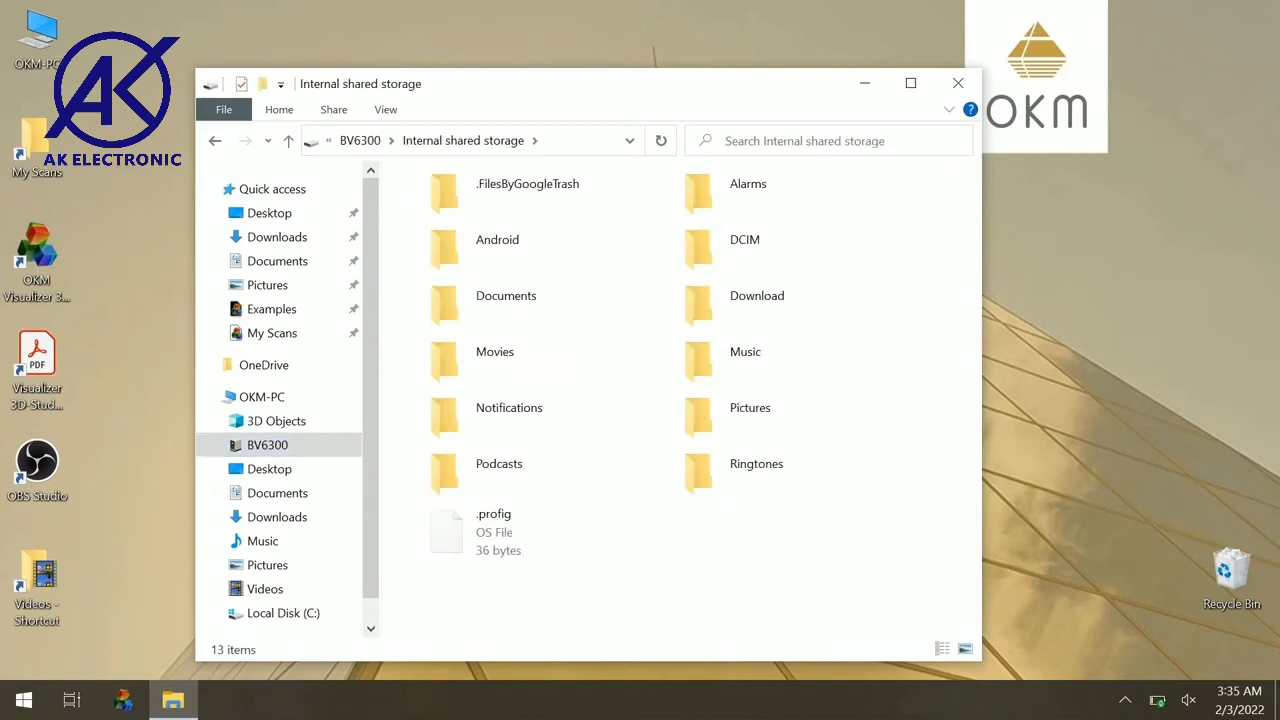 OKM-PC
AK ELECTRONIC
My Scans
OKM
Visualizer 3...
PDF
Visualizer
3D-Stud...
OBS Studio
Videos -
Shortcut
Internal shared storage
File Home Share View
« BV6300 > Internal shared storage >
Search Internal shared storage
Quick access
Desktop
Downloads
Documents
Pictures
Examples
My Scans
OneDrive
OKM-PC
3D Objects
BV6300
Desktop
Documents
Downloads
Music
Pictures
Videos
Local Disk (C:)
.FilesByGoogleTrash
Alarms
Android
DCIM
Documents
Download
Movies
Music
Notifications
Pictures
Podcasts
Ringtones
.profig
OS File
36 bytes
13 items
OKM
Recycle Bin
3:35 AM
2/3/2022